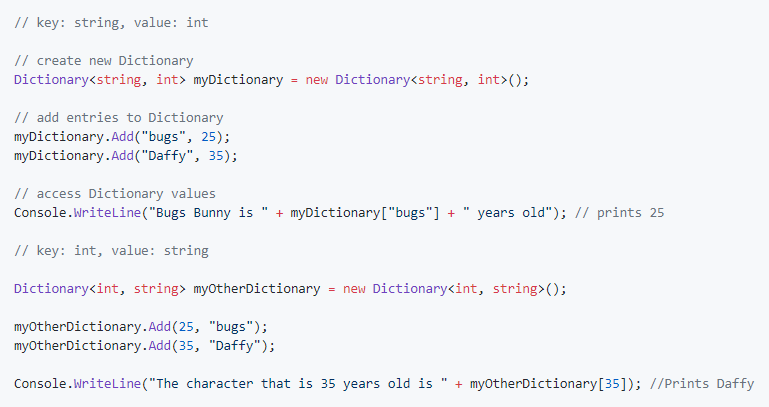 // key: string, value: int
// create new Dictionary
Dictionary<string, int> myDictionary = new Dictionary<string, int>();
// add entries to Dictionary
myDictionary.Add("bugs", 25);
myDictionary.Add("Daffy", 35);
// access Dictionary values
Console.WriteLine("Bugs Bunny is " + myDictionary["bugs"] + " years old"); // prints 25
// key: int, value: string
Dictionary<int, string> myOtherDictionary = new Dictionary<int, string>();
myOtherDictionary.Add(25, "bugs");
myOtherDictionary.Add(35, "Daffy");
Console.WriteLine("The character that is 35 years old is " + myOtherDictionary[35]); //Prints Daffy